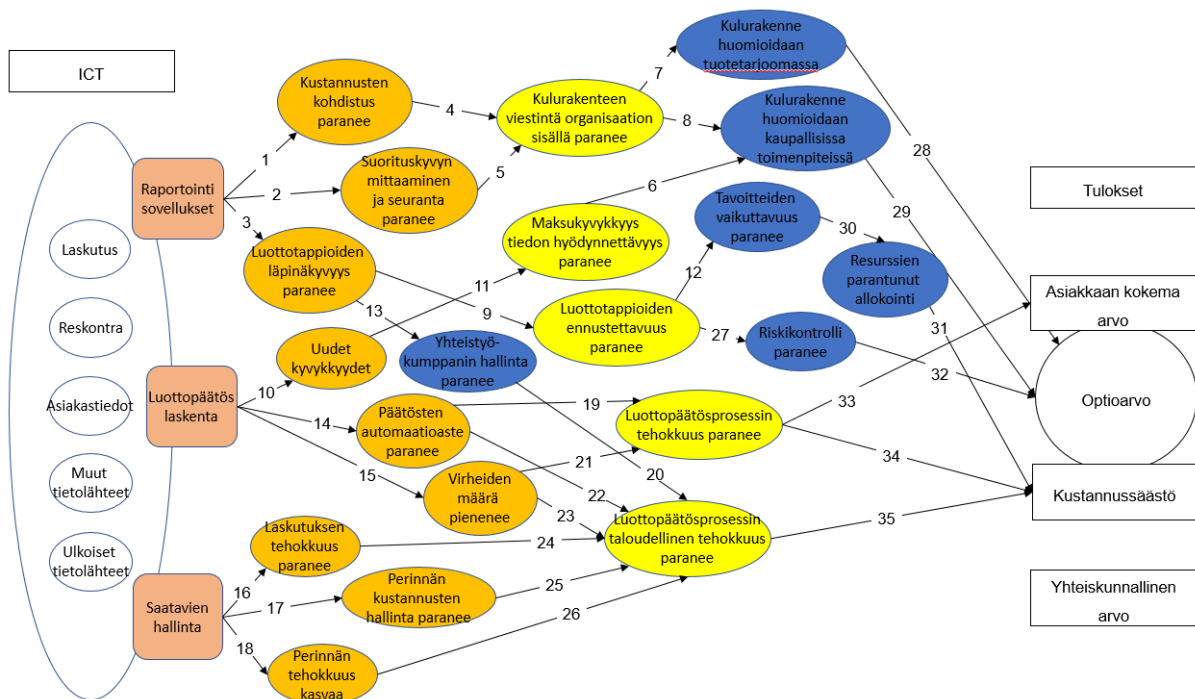 ICT
Laskutus
Reskontra
Asiakastiedot
Muut
tietolähteet
Ulkoiset
tietolähteet
Raportointi
sovellukset
Luottopäätös
laskenta
Saatavien
hallinta
1
2
3
10
14
15
16
17
18
Kustannusten
kohdistus
paranee
Suorituskyvyn
mittaaminen
ja seuranta
paranee
Luottotappioiden
läpinäkyvyys
paranee
Uudet
kyvykkyydet
Yhteistyö-
kumppanin hallinta
paranee
Päätösten
automaatioaste
paranee
Virheiden
määrä
pienenee
Laskutuksen
tehokkuus
paranee
Perinnän
kustannusten
hallinta paranee
Perinnän
tehokkuus
kasvaa
4
5
6
11
9
13
19
21
20
22
23
24
25
26
Kulurakenteen
viestintä organisaation
sisällä paranee
Maksukyvykkyys
tiedon hyödynnettävyys
paranee
Luottotappioiden
ennustettavuus
paranee
Luottopäätösprosessin
tehokkuus paranee
Luottopäätösprosessin
taloudellinen tehokkuus
paranee
7
8
12
27
Kulurakenne
huomioidaan
tuotetarjoomassa
Kulurakenne
huomioidaan
kaupallisissa
toimenpiteissä
Tavoitteiden
vaikuttavuus
paranee
30
Resurssien
parantunut
allokointi
Riskikontrolli
paranee
28
29
31
32
33
34
35
Tulokset
Asiakkaan kokema
arvo
Optioarvo
Kustannussäästö
Yhteiskunnallinen
arvo